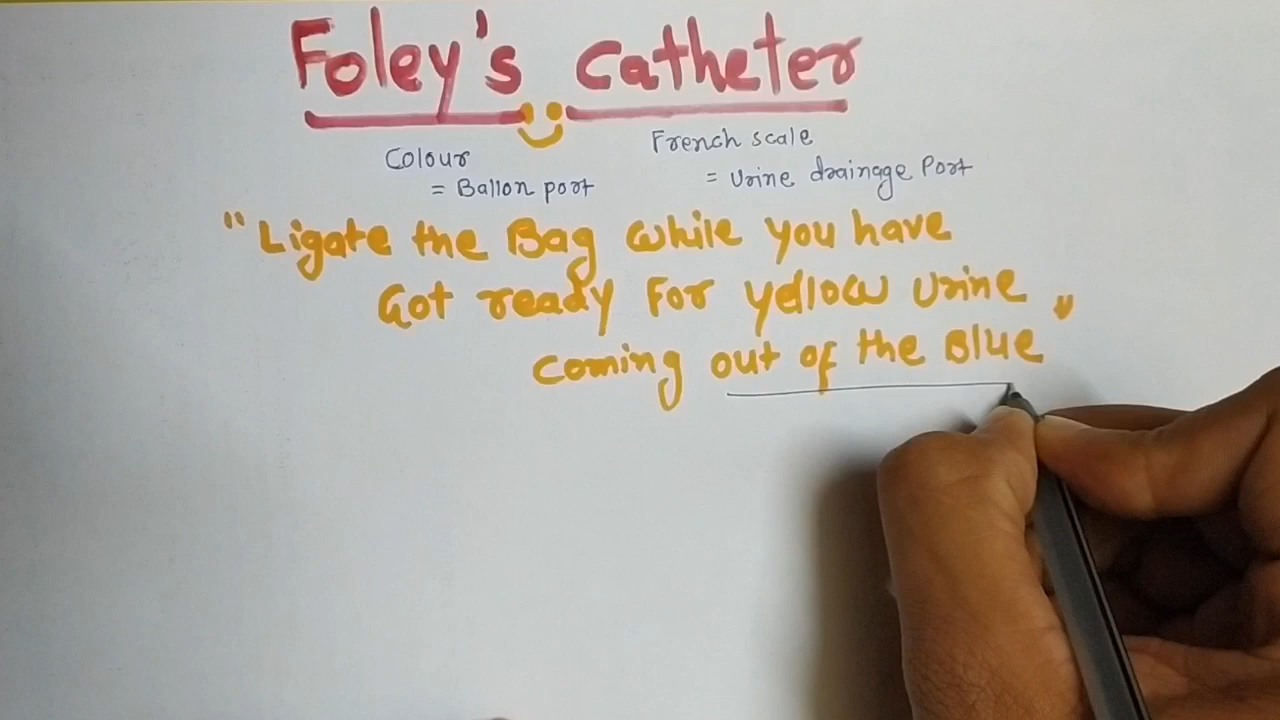 Foley's Catheter
Colour
= Ballon port
French scale
= Urine drainage Port
"Ligate the Bag while you have
Got ready For yellow Urine
coming out of the Blue"